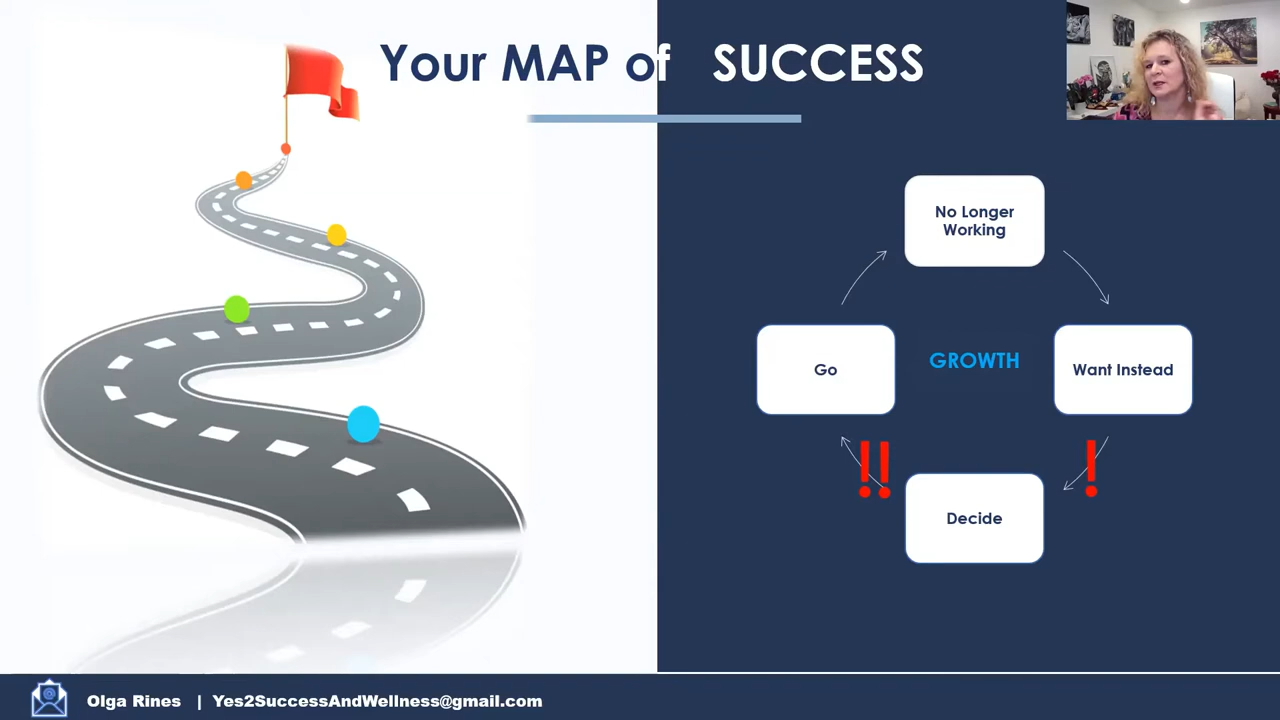 Your MAP of SUCCESS
No Longer
Working
Go
GROWTH
Want Instead
!!
!
Decide
Olga Rines | Yes2SuccessAndWellness@gmail.com